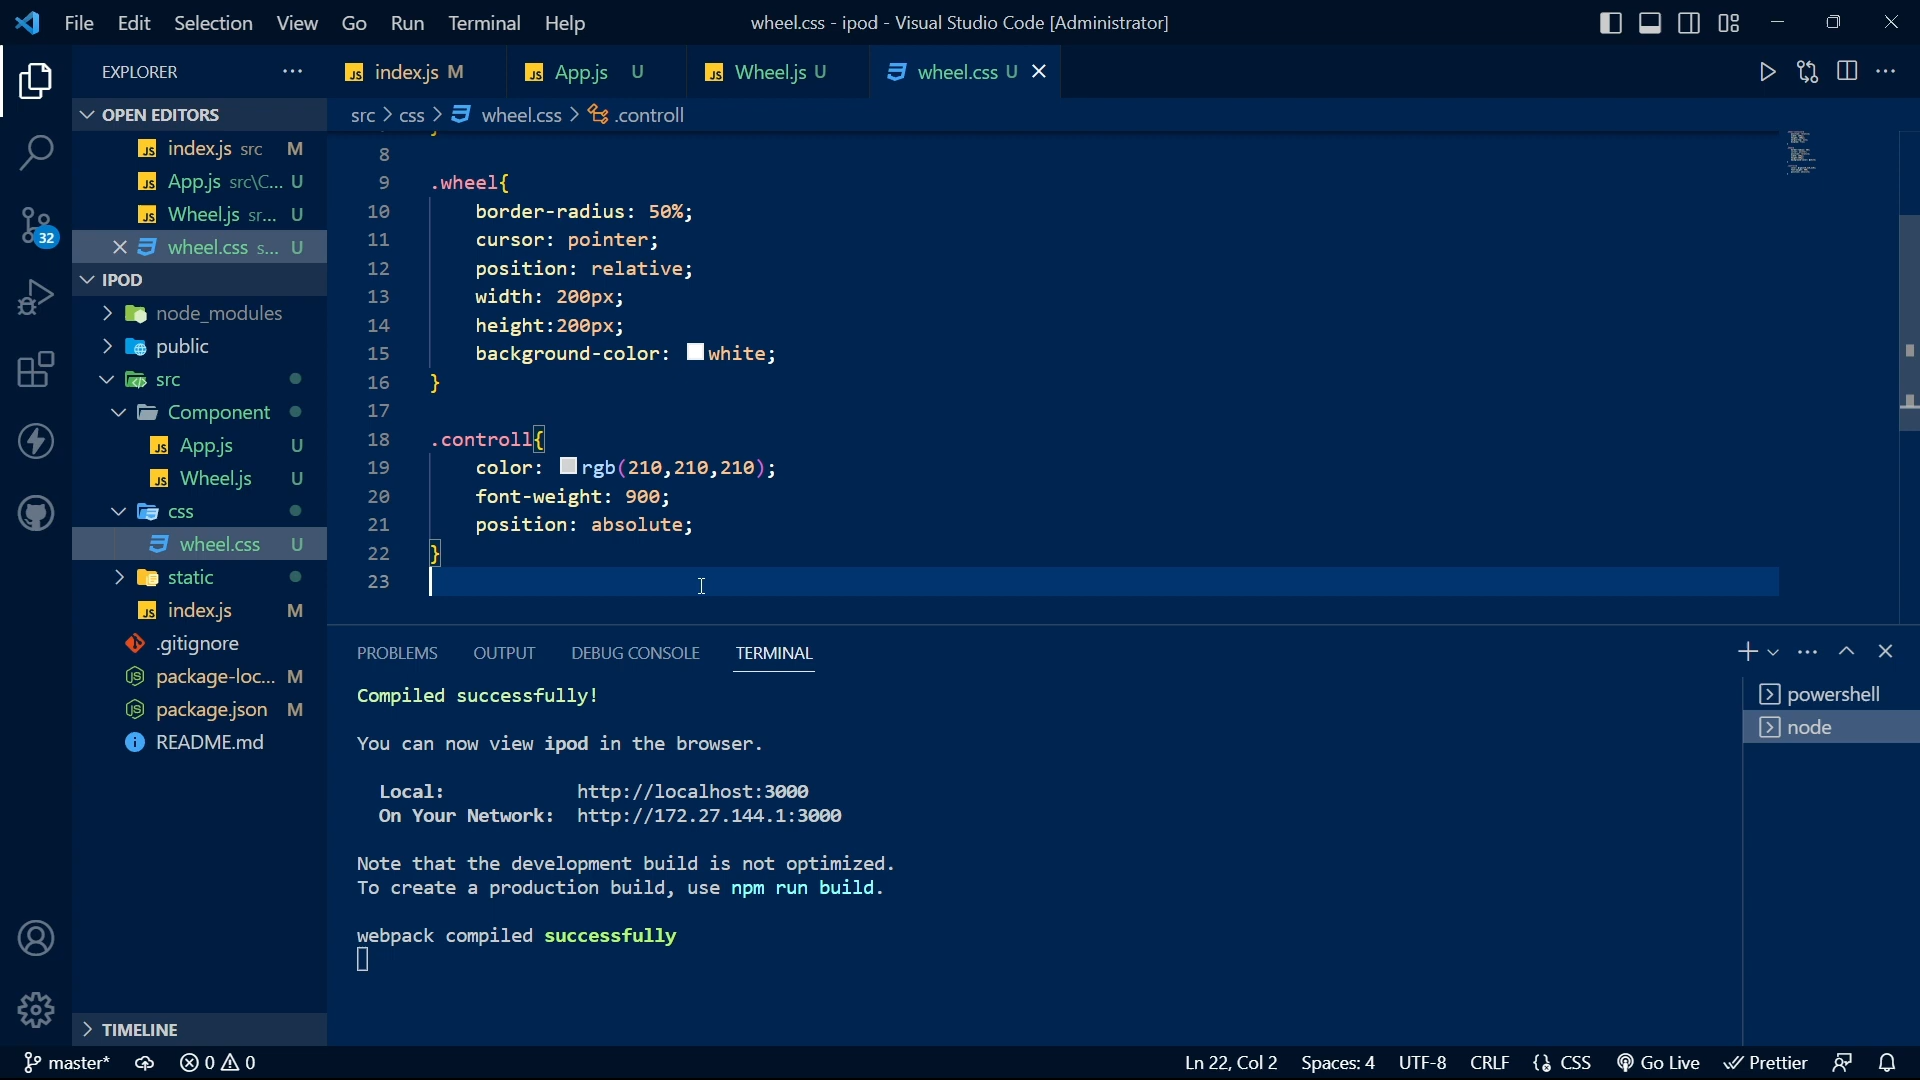 File Edit Selection View Go Run Terminal Help wheel.css - ipod - Visual Studio Code [Administrator]
EXPLORER
OPEN EDITORS
index.js src M
App.js src\C... U
Wheel.js sr... U
wheel.css s... U
IPOD
node_modules
public
src
Component
App.js U
Wheel.js U
css
wheel.css U
static
index.js M
.gitignore
package-loc... M
package.json M
README.md
TIMELINE
32
index.js M App.js U Wheel.js U wheel.css U
src > css > wheel.css > .controll
8
9 .wheel{
10 border-radius: 50%;
11 cursor: pointer;
12 position: relative;
13 width: 200px;
14 height:200px;
15 background-color: white;
16 }
17
18 .controll{
19 color: rgb(210,210,210);
20 font-weight: 900;
21 position: absolute;
22 }
23
PROBLEMS OUTPUT DEBUG CONSOLE TERMINAL
Compiled successfully!
You can now view ipod in the browser.
Local: http://localhost:3000
On Your Network: http://172.27.144.1:3000
Note that the development build is not optimized.
To create a production build, use npm run build.
webpack compiled successfully
powershell
node
master* 0 0 Ln 22, Col 2 Spaces: 4 UTF-8 CRLF CSS Go Live Prettier